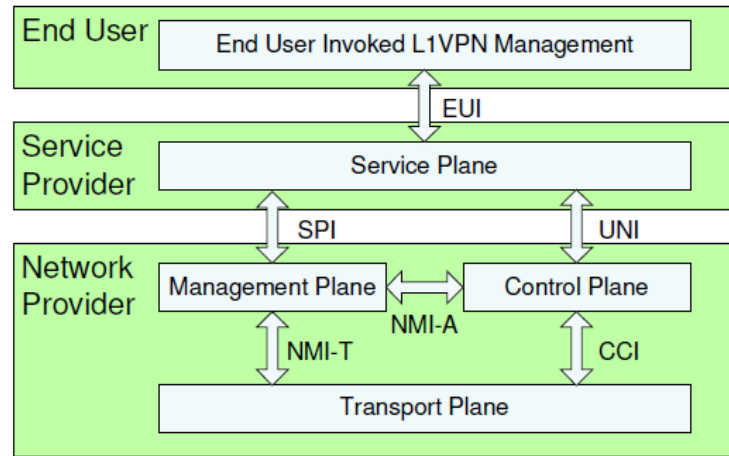 End User
End User Invoked L1VPN Management
EUI
Service
Provider
Service Plane
SPI
UNI
Network
Provider
Management Plane
Control Plane
NMI-A
NMI-T
CCI
Transport Plane